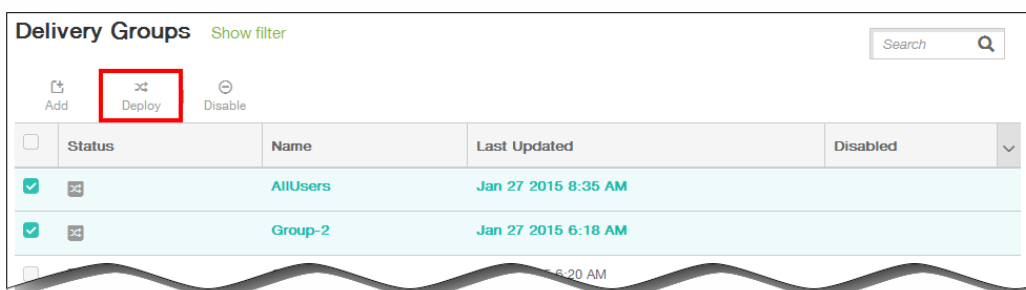 Delivery Groups Show filter
Search
Add Deploy Disable
Status Name Last Updated Disabled
AllUsers Jan 27 2015 8:35 AM
Group-2 Jan 27 2015 6:18 AM
6:20 AM